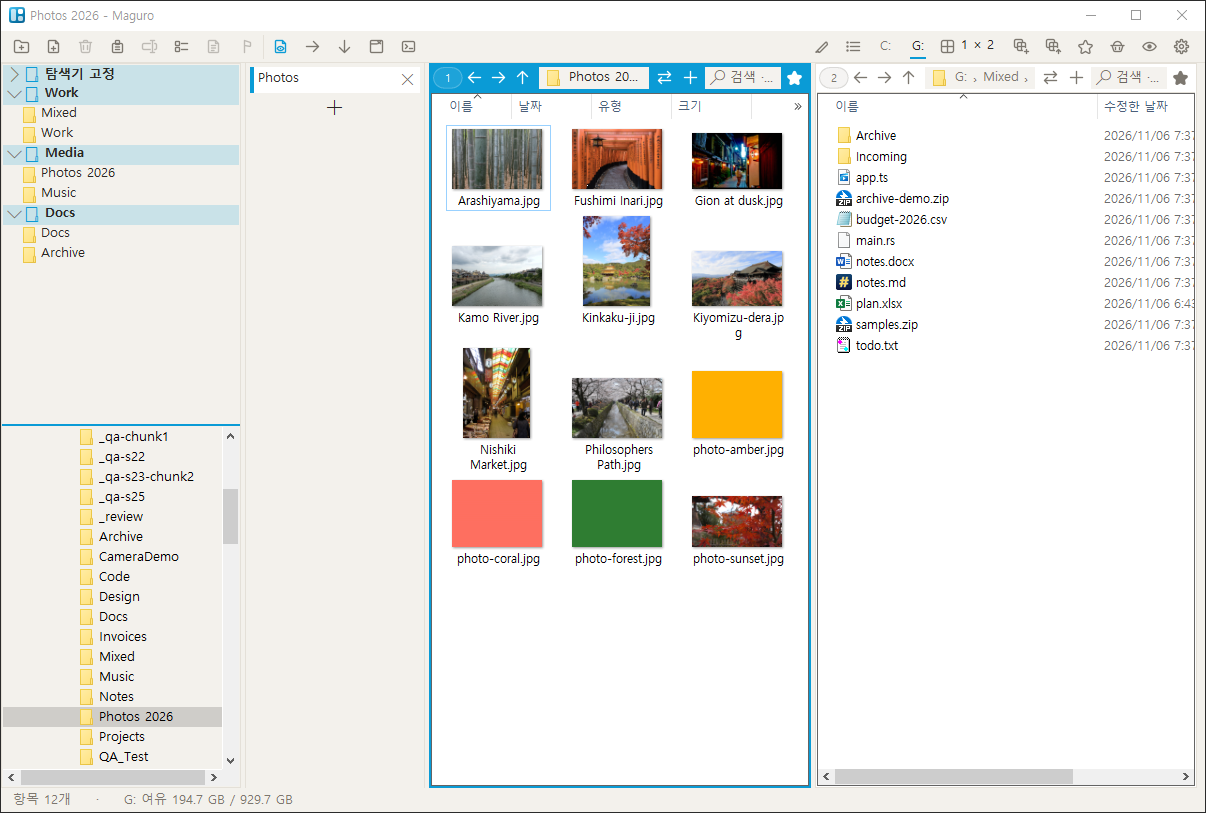 Photos 2026 - Maguro
C:
G:
1 × 2
탐색기 고정
Work
Mixed
Work
Media
Photos 2026
Music
Docs
Docs
Archive
_qa-chunk1
_qa-s22
_qa-s23-chunk2
_qa-s25
_review
Archive
CameraDemo
Code
Design
Docs
Invoices
Mixed
Music
Notes
Photos 2026
Projects
QA_Test
Photos
1
Photos 20...
검색 ·...
이름
날짜
유형
크기
Arashiyama.jpg
Fushimi Inari.jpg
Gion at dusk.jpg
Kamo River.jpg
Kinkaku-ji.jpg
Kiyomizu-dera.jp
g
Nishiki
Market.jpg
Philosophers
Path.jpg
photo-amber.jpg
photo-coral.jpg
photo-forest.jpg
photo-sunset.jpg
2
G: › Mixed ›
검색 ·...
이름
수정한 날짜
Archive 2026/11/06 7:37
Incoming 2026/11/06 7:37
app.ts 2026/11/06 7:37
archive-demo.zip 2026/11/06 7:37
budget-2026.csv 2026/11/06 7:37
main.rs 2026/11/06 7:37
notes.docx 2026/11/06 7:37
notes.md 2026/11/06 7:37
plan.xlsx 2026/11/06 6:43
samples.zip 2026/11/06 7:37
todo.txt 2026/11/06 7:37
항목 12개 · G: 여유 194.7 GB / 929.7 GB